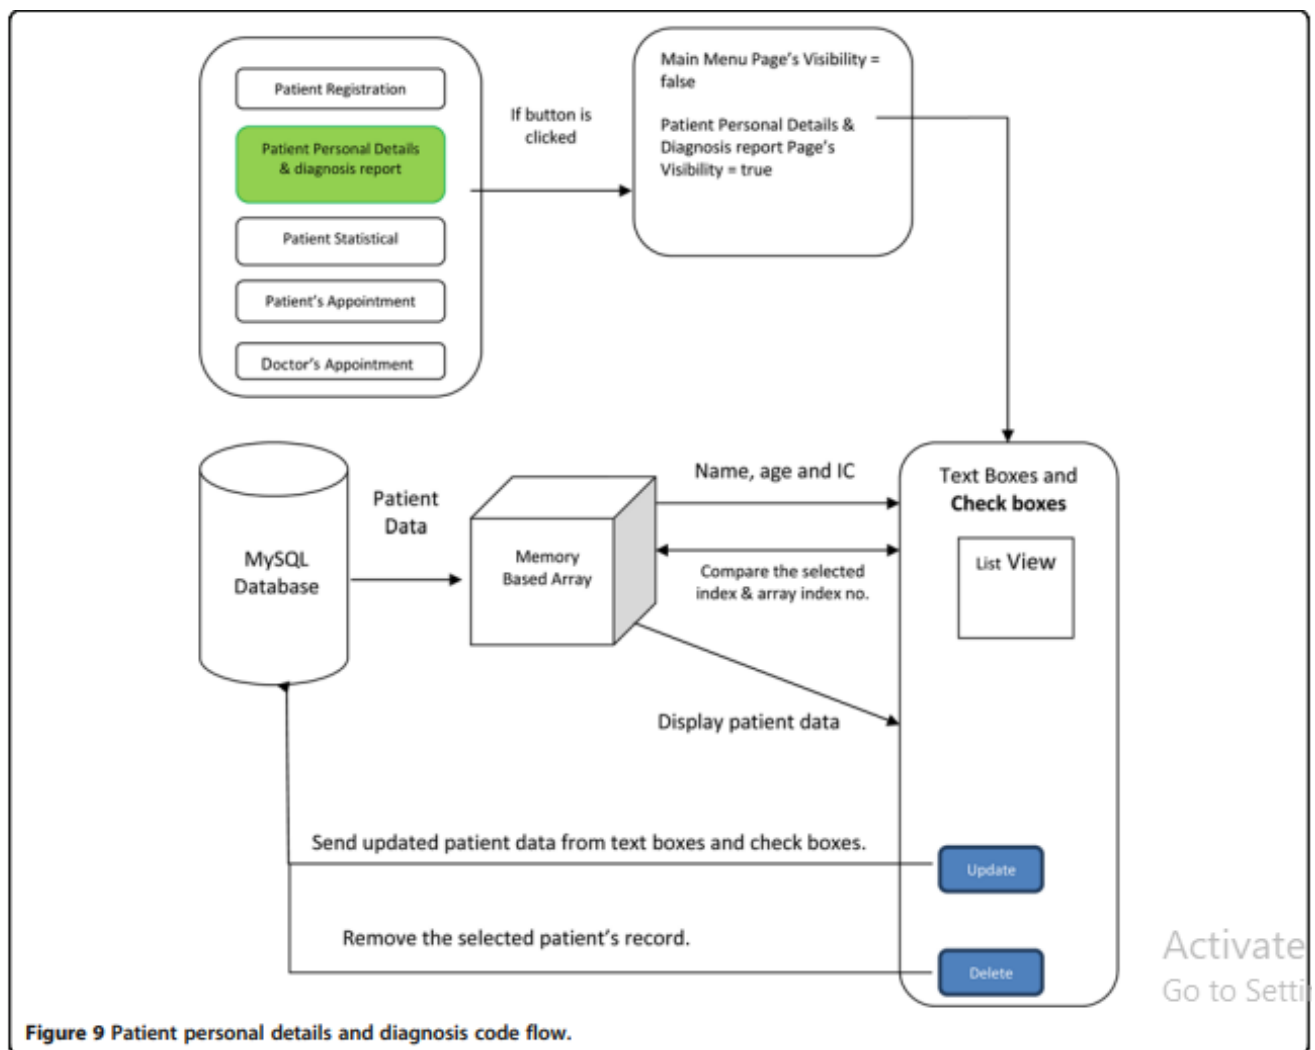 Patient Registration
Patient Personal Details
& diagnosis report
Patient Statistical
Patient's Appointment
Doctor's Appointment
If button is
clicked
Main Menu Page's Visibility =
false
Patient Personal Details &
Diagnosis report Page's
Visibility = true
MySQL
Database
Patient
Data
Memory
Based Array
Name, age and IC
Compare the selected
index & array index no.
Display patient data
Text Boxes and
Check boxes
List View
Send updated patient data from text boxes and check boxes.
Update
Remove the selected patient's record.
Delete
Activate
Go to Setti
Figure 9 Patient personal details and diagnosis code flow.